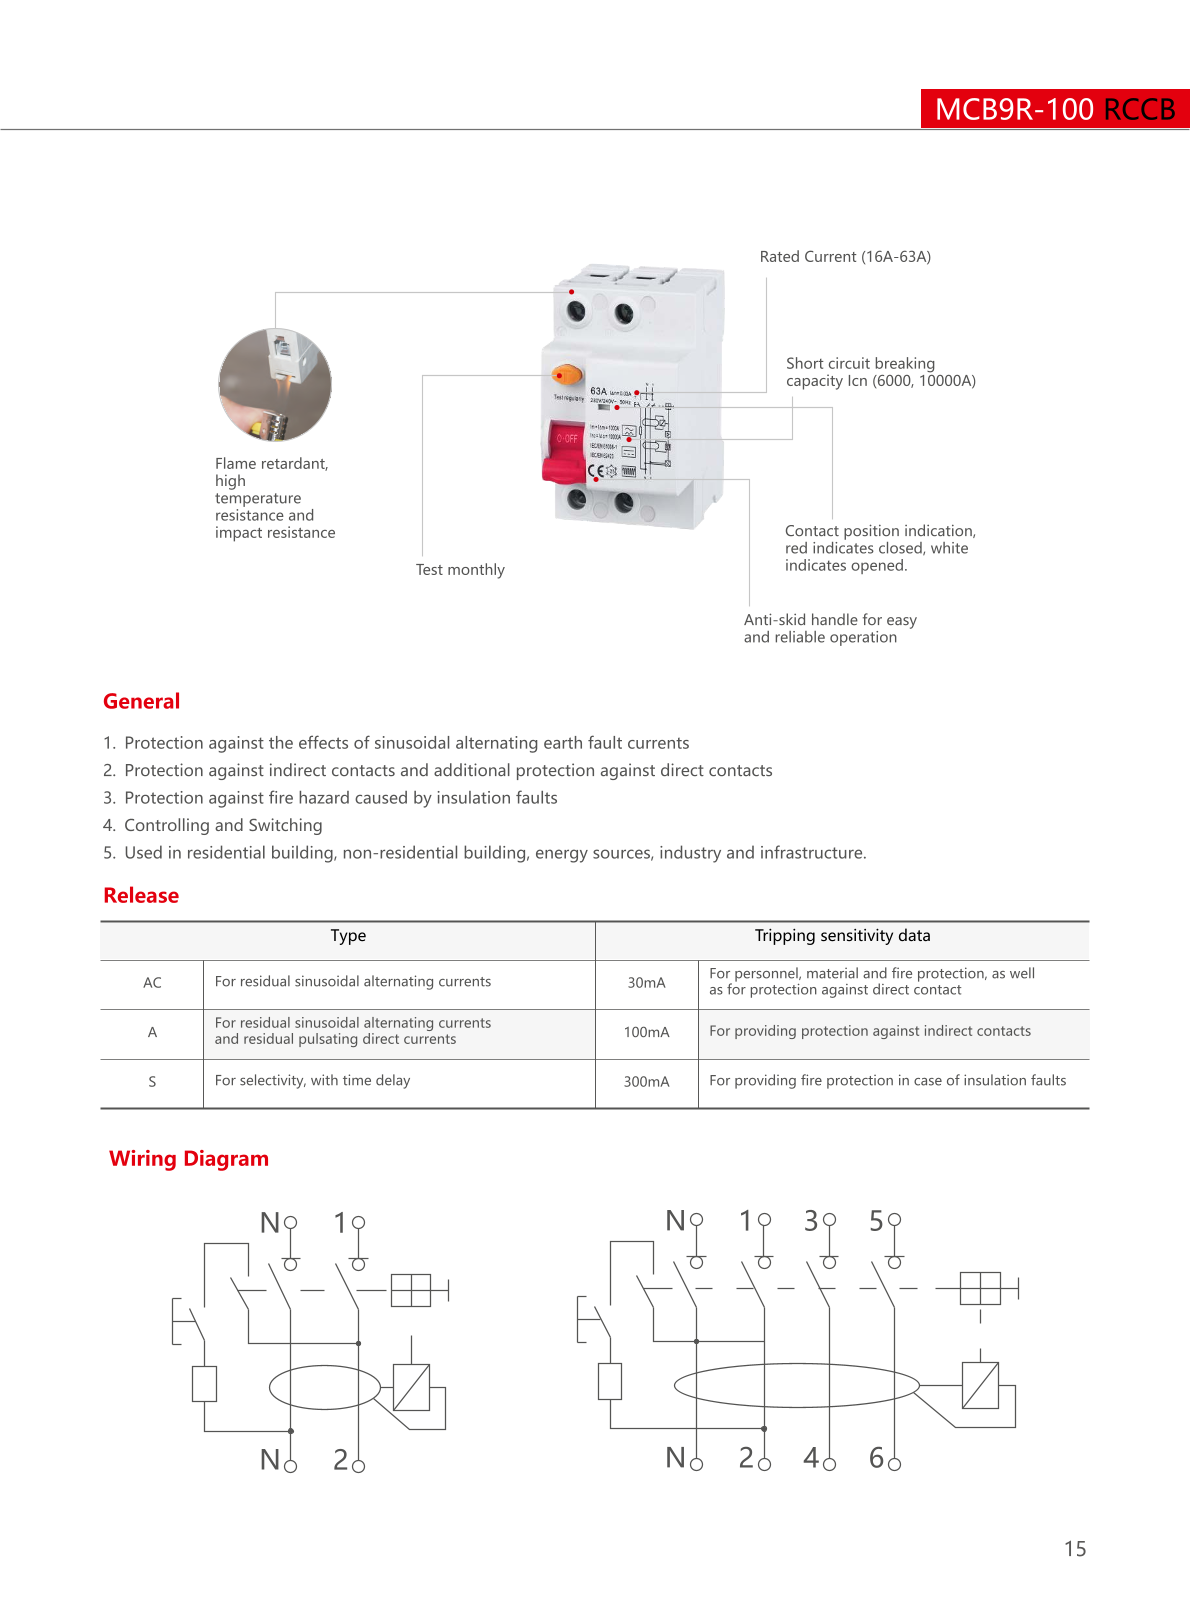 MCB9R-100 RCCB
Rated Current (16A-63A)
Short circuit breaking
capacity Icn (6000, 10000A)
63A
Test regularly
230V/240V~ 50Hz
O-OFF
CE
Flame retardant,
high
temperature
resistance and
impact resistance
Test monthly
Contact position indication,
red indicates closed, white
indicates opened.
Anti-skid handle for easy
and reliable operation
General
1. Protection against the effects of sinusoidal alternating earth fault currents
2. Protection against indirect contacts and additional protection against direct contacts
3. Protection against fire hazard caused by insulation faults
4. Controlling and Switching
5. Used in residential building, non-residential building, energy sources, industry and infrastructure.
Release
Type
Tripping sensitivity data
AC
For residual sinusoidal alternating currents
30mA
For personnel, material and fire protection, as well
as for protection against direct contact
A
For residual sinusoidal alternating currents
and residual pulsating direct currents
100mA
For providing protection against indirect contacts
S
For selectivity, with time delay
300mA
For providing fire protection in case of insulation faults
Wiring Diagram
N 1
N 2
N 1 3 5
N 2 4 6
15